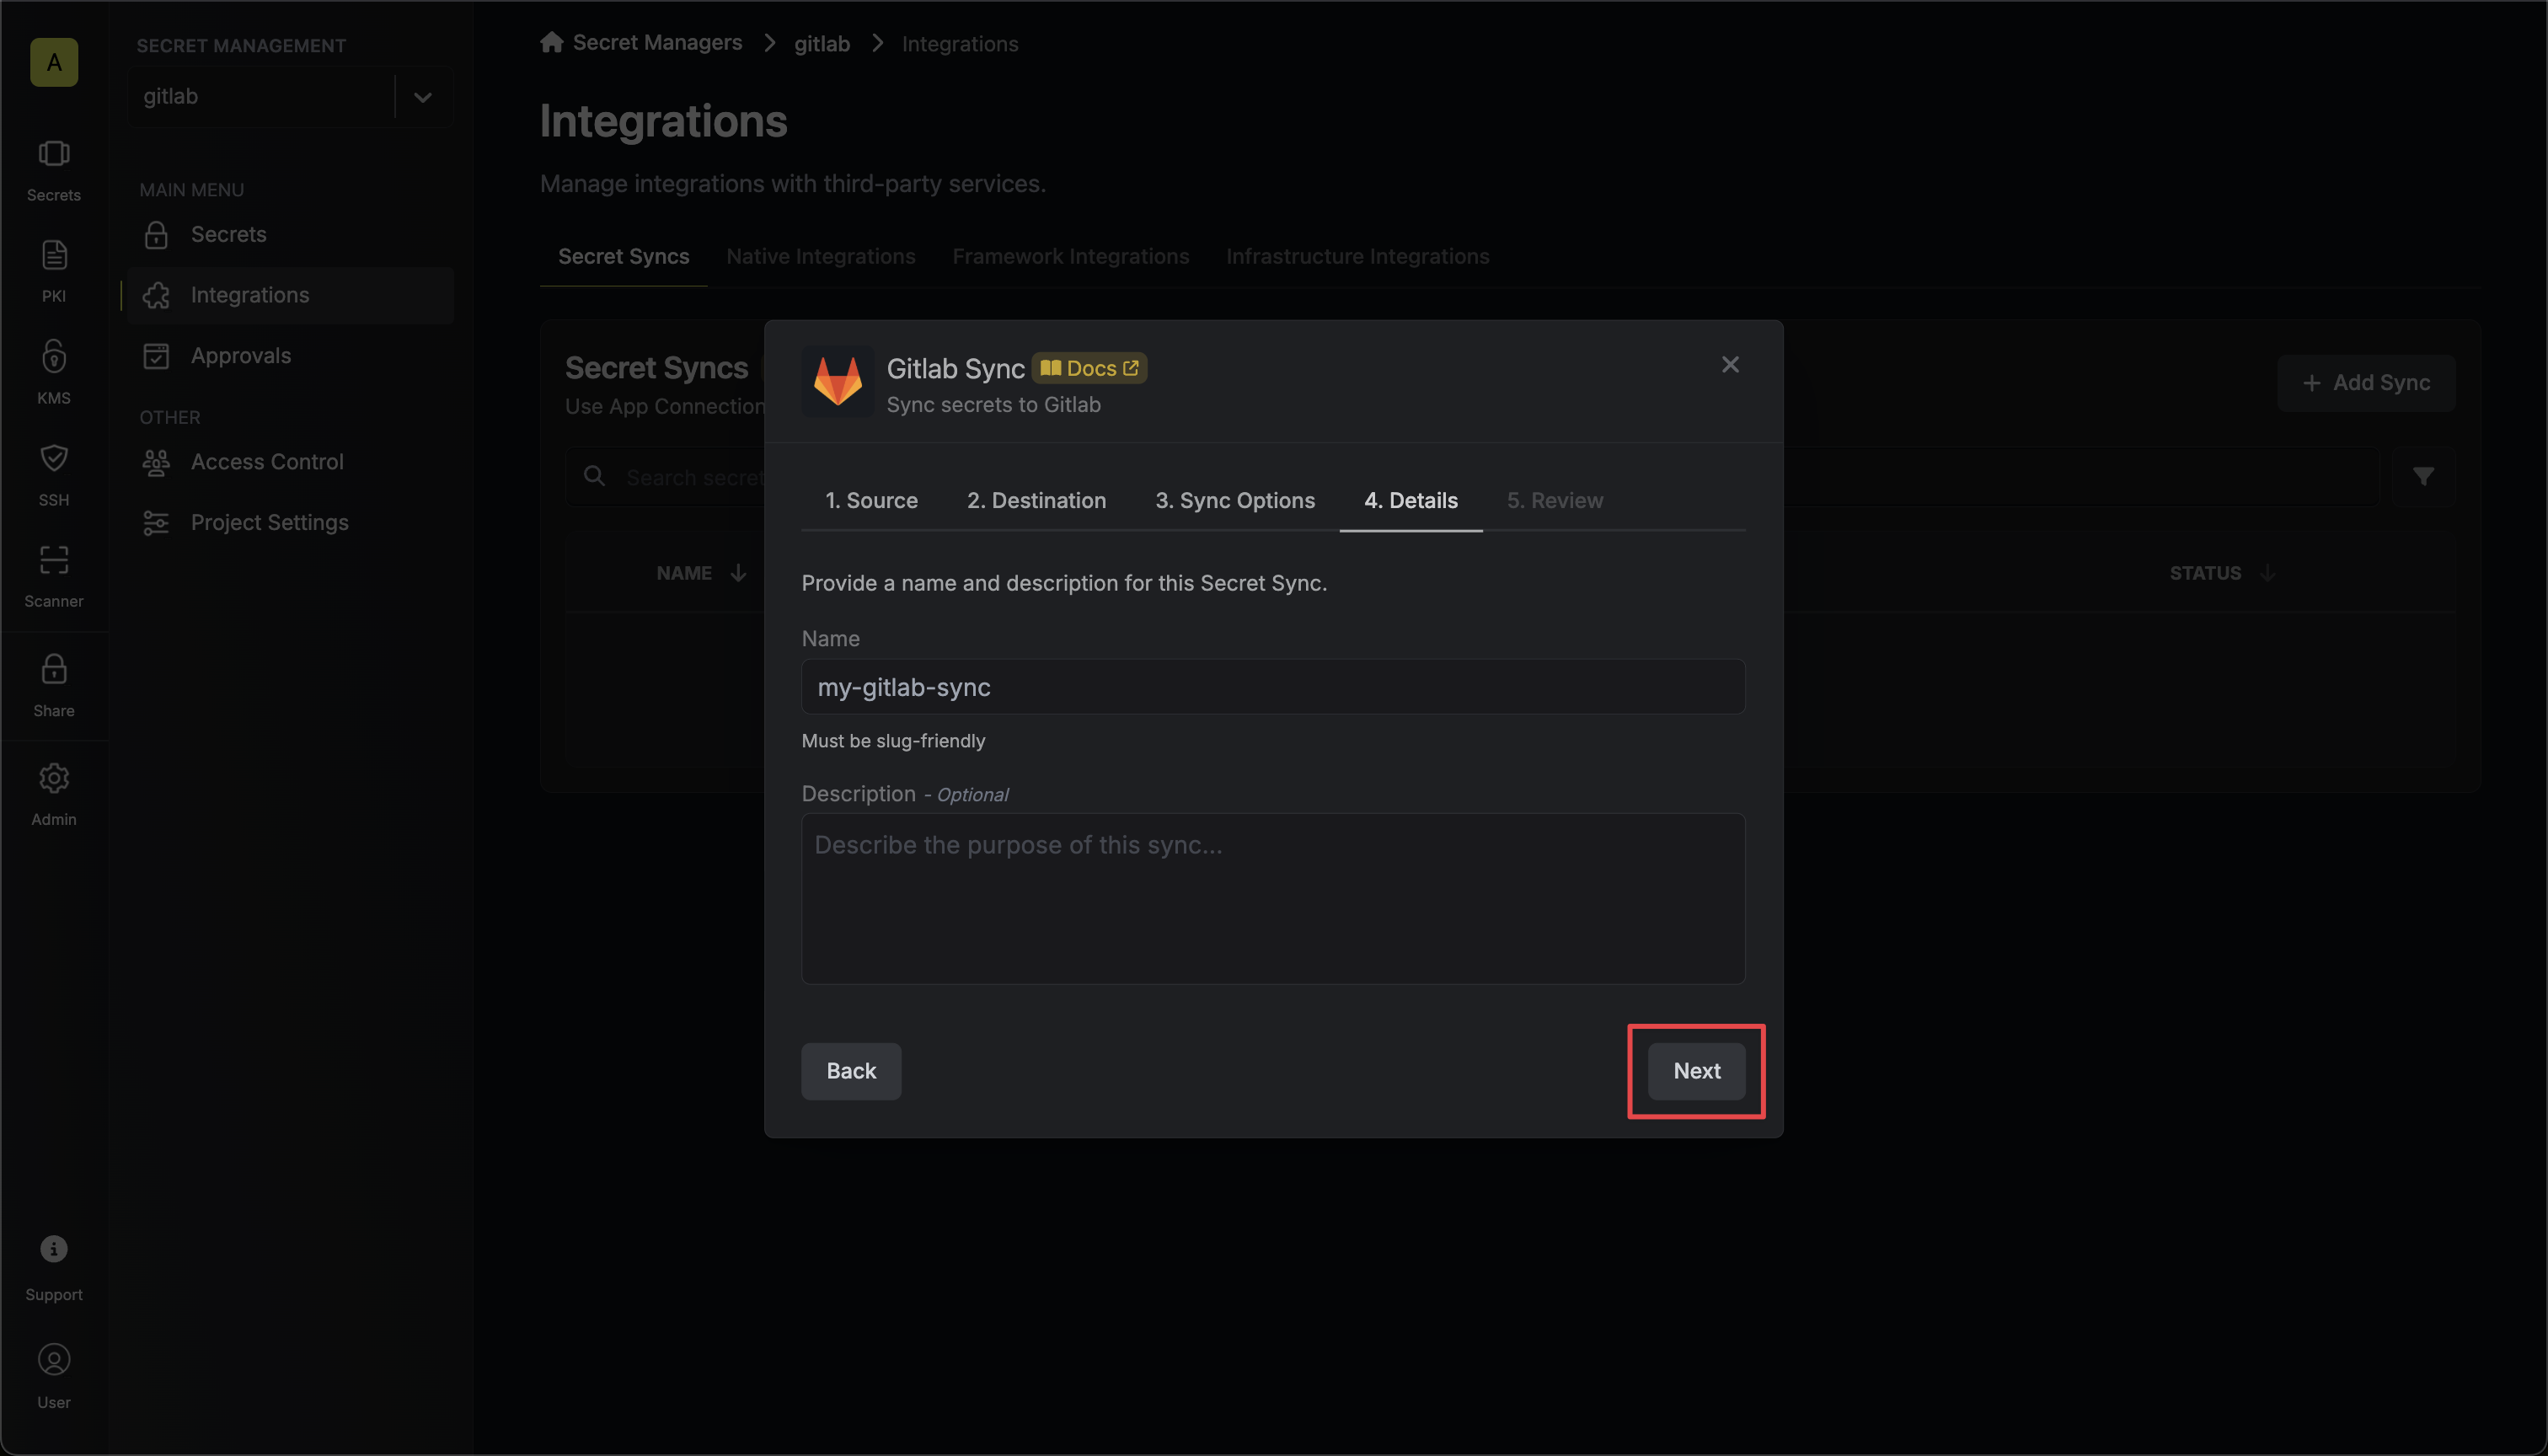 A
Secrets
PKI
KMS
SSH
Scanner
Share
Admin
Support
User
SECRET MANAGEMENT
gitlab
MAIN MENU
Secrets
Integrations
Approvals
OTHER
Access Control
Project Settings
Secret Managers
gitlab
Integrations
Integrations
Manage integrations with third-party services.
Secret Syncs
Native Integrations
Framework Integrations
Infrastructure Integrations
Secret Syncs
Use App Connection
Add Sync
Search secret
NAME
STATUS
Gitlab Sync
Docs
Sync secrets to Gitlab
1. Source
2. Destination
3. Sync Options
4. Details
5. Review
Provide a name and description for this Secret Sync.
Name
my-gitlab-sync
Must be slug-friendly
Description - Optional
Describe the purpose of this sync...
Back
Next